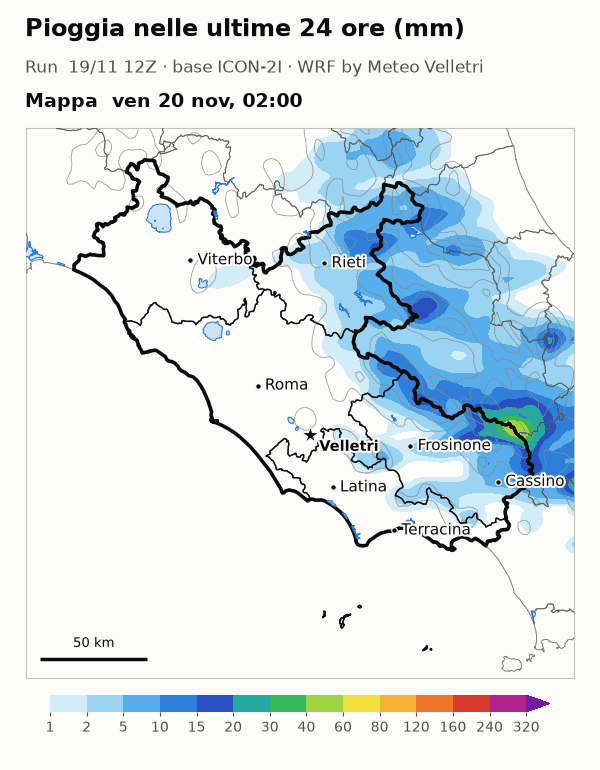 Pioggia nelle ultime 24 ore (mm)
Run  19/11 12Z · base ICON-2I · WRF by Meteo Velletri
Mappa  ven 20 nov, 02:00
Viterbo
Rieti
Roma
Velletri
Frosinone
Latina
Cassino
Terracina
50 km
1 2 5 10 15 20 30 40 60 80 120 160 240 320